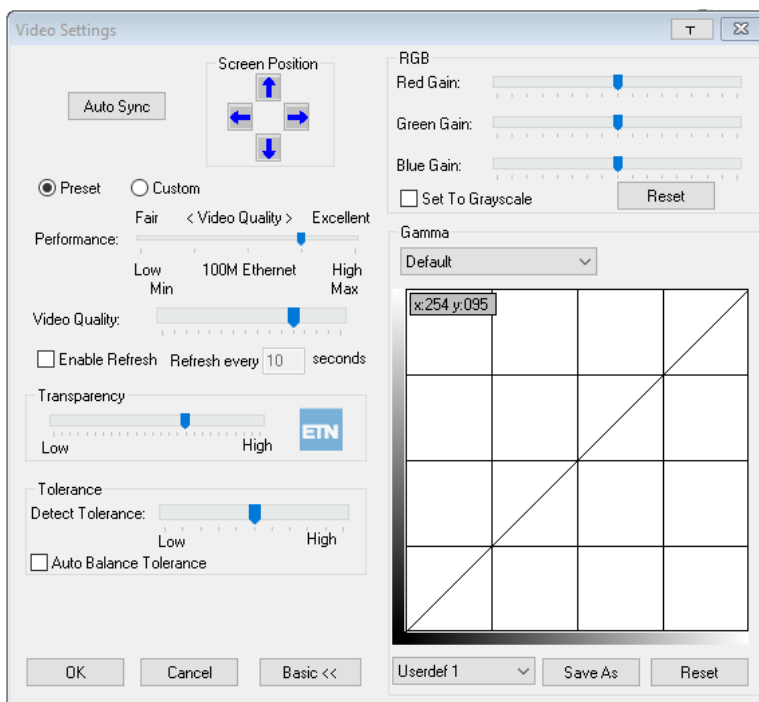 Video Settings
T
Screen Position
Auto Sync
Preset
Custom
Fair < Video Quality > Excellent
Performance:
Low 100M Ethernet High
Min Max
Video Quality:
Enable Refresh Refresh every 10 seconds
Transparency
Low High
ETN
Tolerance
Detect Tolerance:
Low High
Auto Balance Tolerance
OK
Cancel
Basic <<
RGB
Red Gain:
Green Gain:
Blue Gain:
Set To Grayscale
Reset
Gamma
Default
x:254 y:095
Userdef 1
Save As
Reset